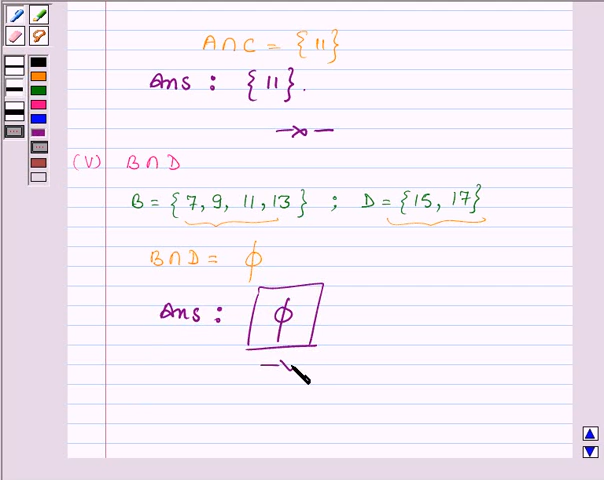 A∩C = {11}
Ans : {11}.
(V) B∩D
B = {7, 9, 11, 13} ; D = {15, 17}
B∩D = ϕ
Ans : ϕ